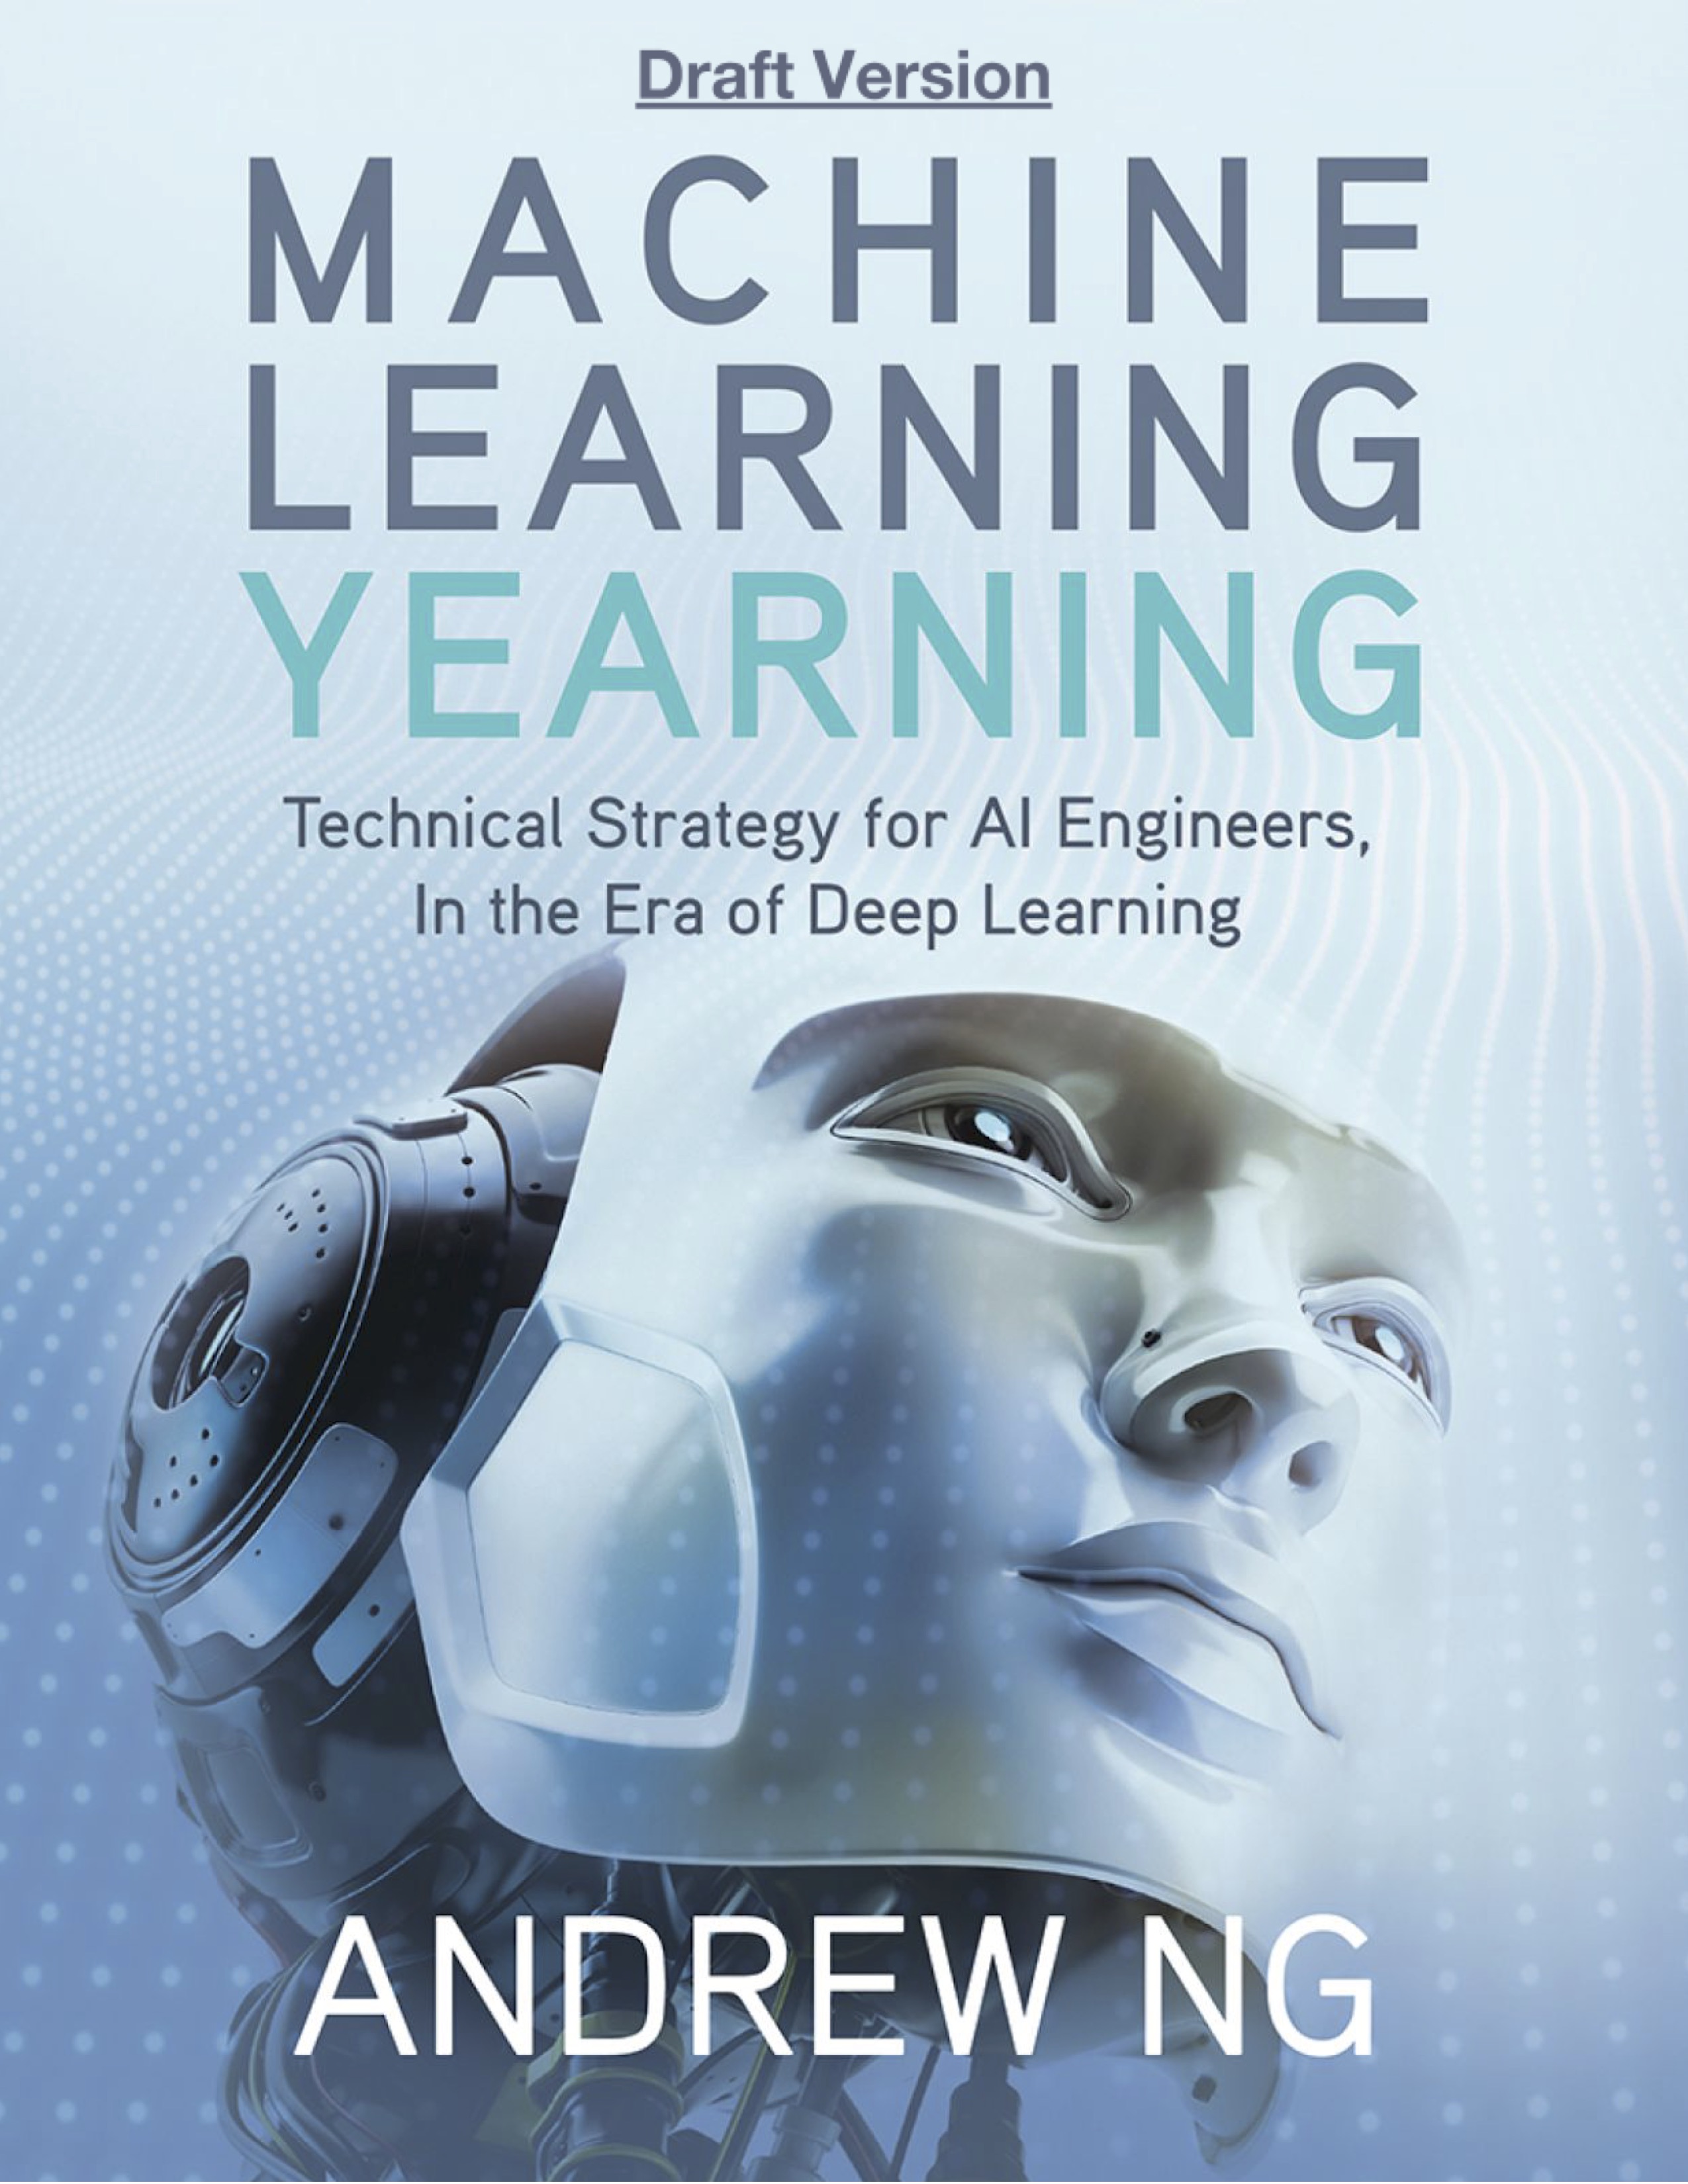 Draft Version
MACHINE
LEARNING
YEARNING
Technical Strategy for AI Engineers,
In the Era of Deep Learning
ANDREW NG